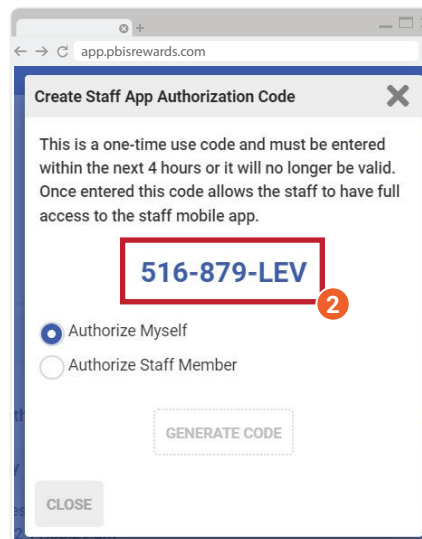 app.pbisrewards.com
Create Staff App Authorization Code
This is a one-time use code and must be entered
within the next 4 hours or it will no longer be valid.
Once entered this code allows the staff to have full
access to the staff mobile app.
516-879-LEV
2
Authorize Myself
Authorize Staff Member
GENERATE CODE
CLOSE